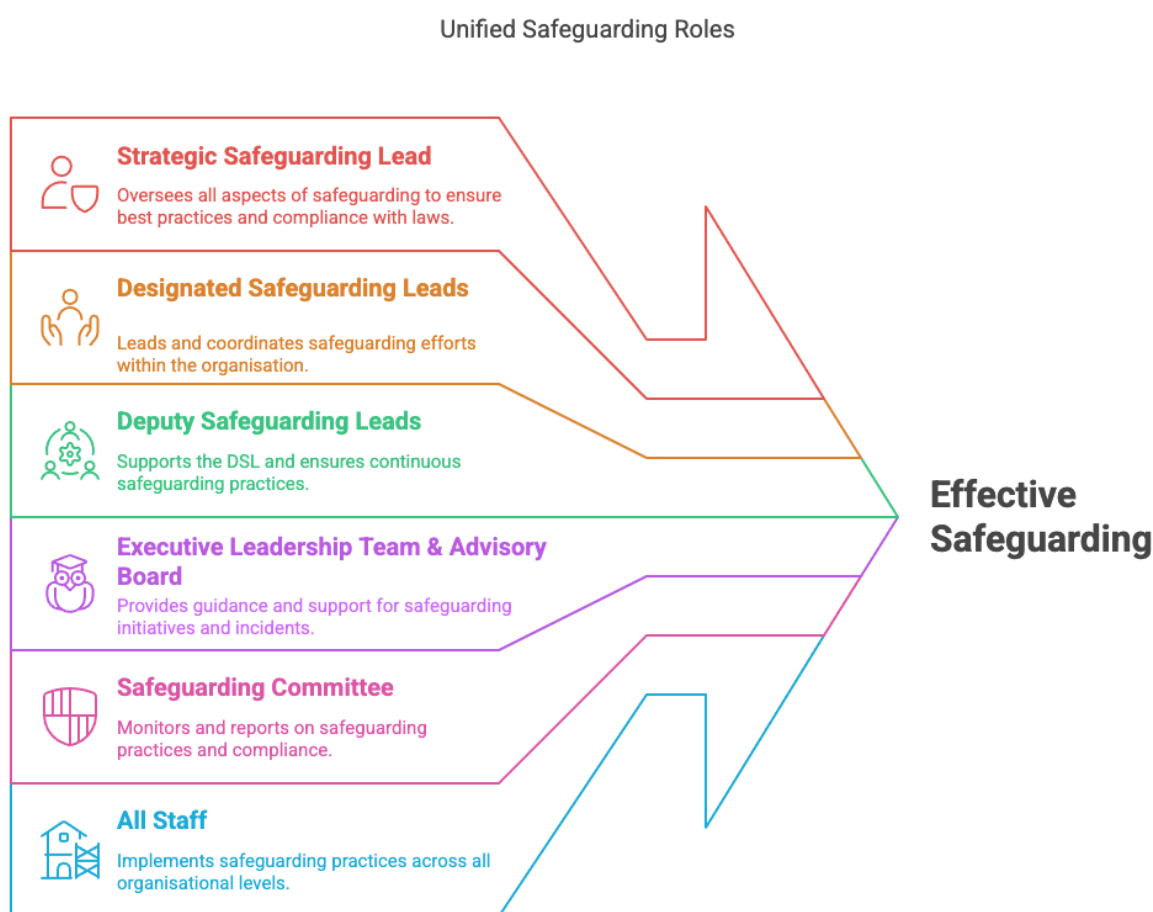 Unified Safeguarding Roles
Strategic Safeguarding Lead
Oversees all aspects of safeguarding to ensure
best practices and compliance with laws.
Designated Safeguarding Leads
Leads and coordinates safeguarding efforts
within the organisation.
Deputy Safeguarding Leads
Supports the DSL and ensures continuous
safeguarding practices.
Executive Leadership Team & Advisory
Board
Provides guidance and support for safeguarding
initiatives and incidents.
Safeguarding Committee
Monitors and reports on safeguarding
practices and compliance.
All Staff
Implements safeguarding practices across all
organisational levels.
Effective
Safeguarding